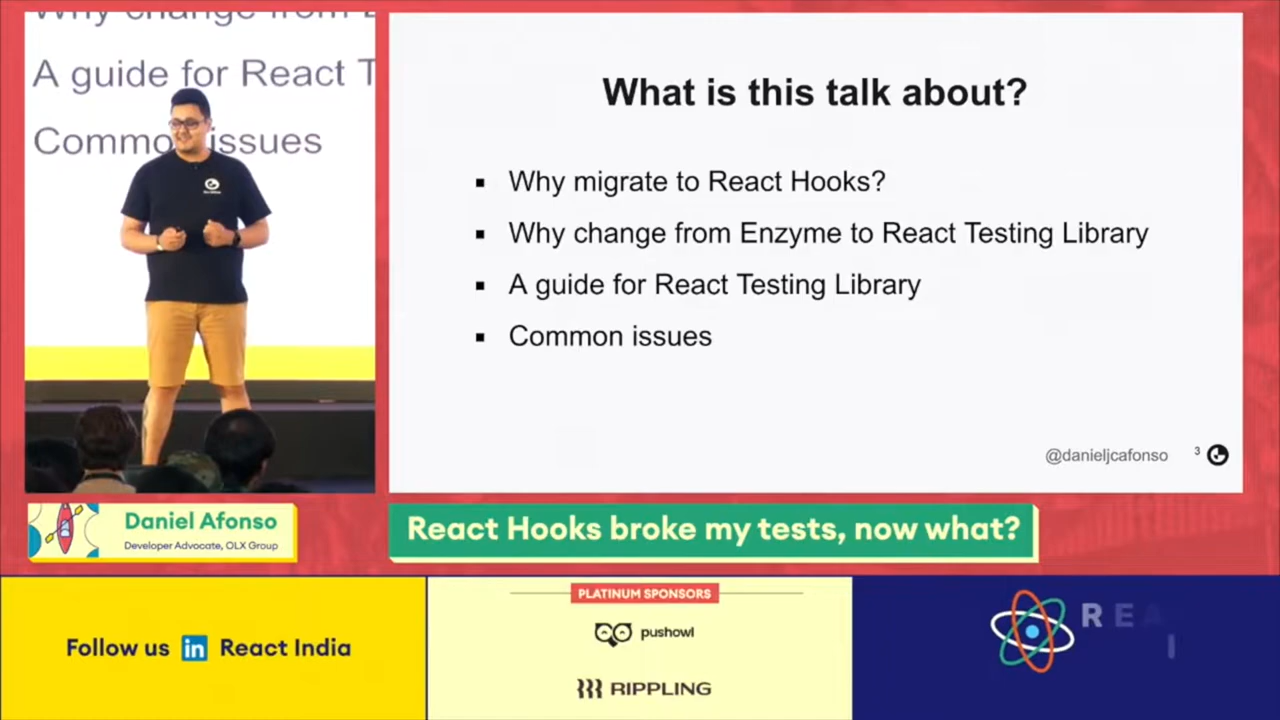 Why change from E
A guide for React T
Common issues
What is this talk about?
Why migrate to React Hooks?
Why change from Enzyme to React Testing Library
A guide for React Testing Library
Common issues
@danieljcafonso
3
Daniel Afonso
Developer Advocate, OLX Group
React Hooks broke my tests, now what?
Follow us in React India
PLATINUM SPONSORS
pushowl
RIPPLING
REA
I